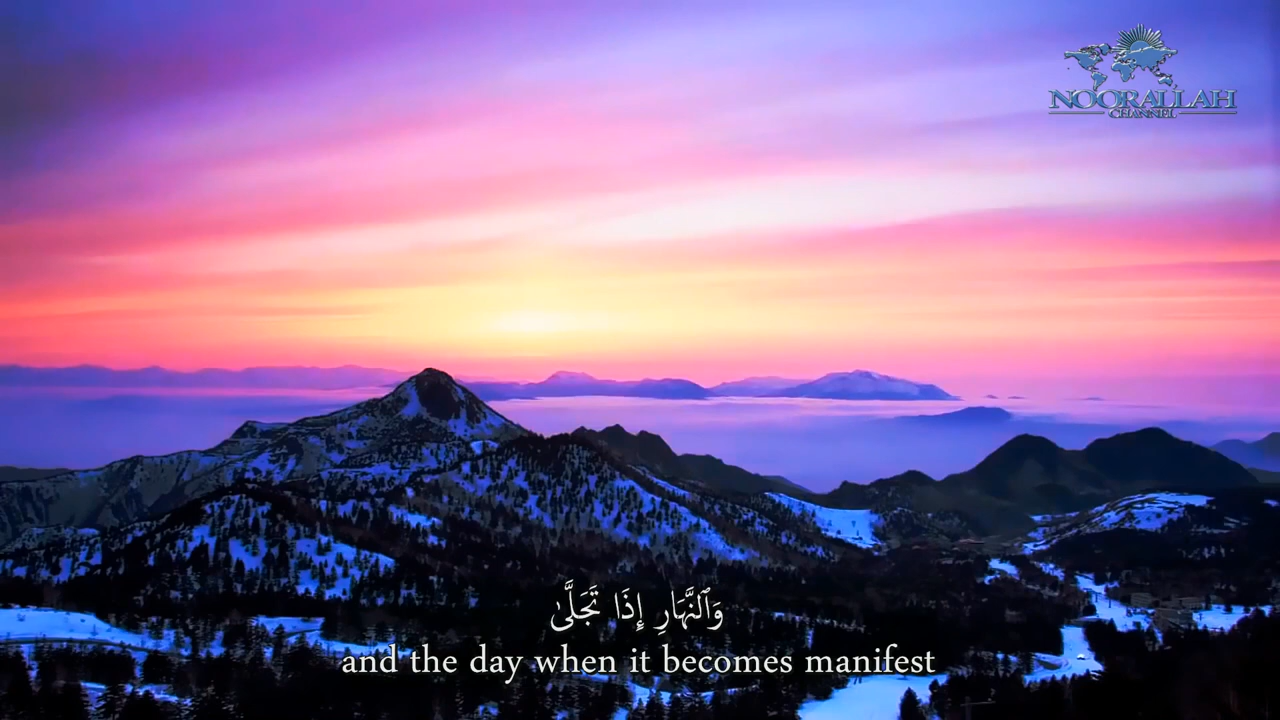 NOORALLAH
CHANNEL
وَٱلنَّهَارِ إِذَا تَجَلَّىٰ
and the day when it becomes manifest